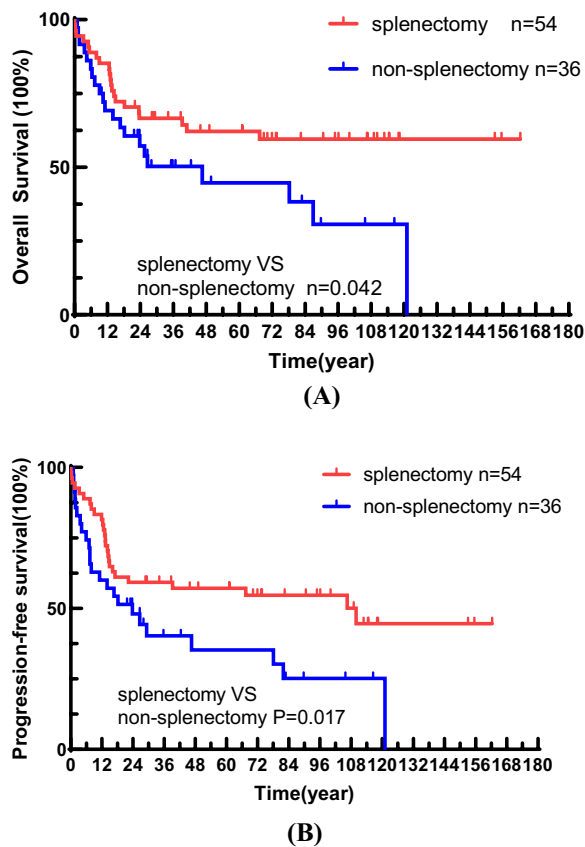 splenectomy n=54
non-splenectomy n=36
100
50
0
Overall Survival (100%)
splenectomy VS
non-splenectomy n=0.042
0 12 24 36 48 60 72 84 96 108 120 132 144 156 168 180
Time(year)
(A)
splenectomy n=54
non-splenectomy n=36
100
50
0
Progression-free survival(100%)
splenectomy VS
non-splenectomy P=0.017
0 12 24 36 48 60 72 84 96 108 120 132 144 156 168 180
Time(year)
(B)